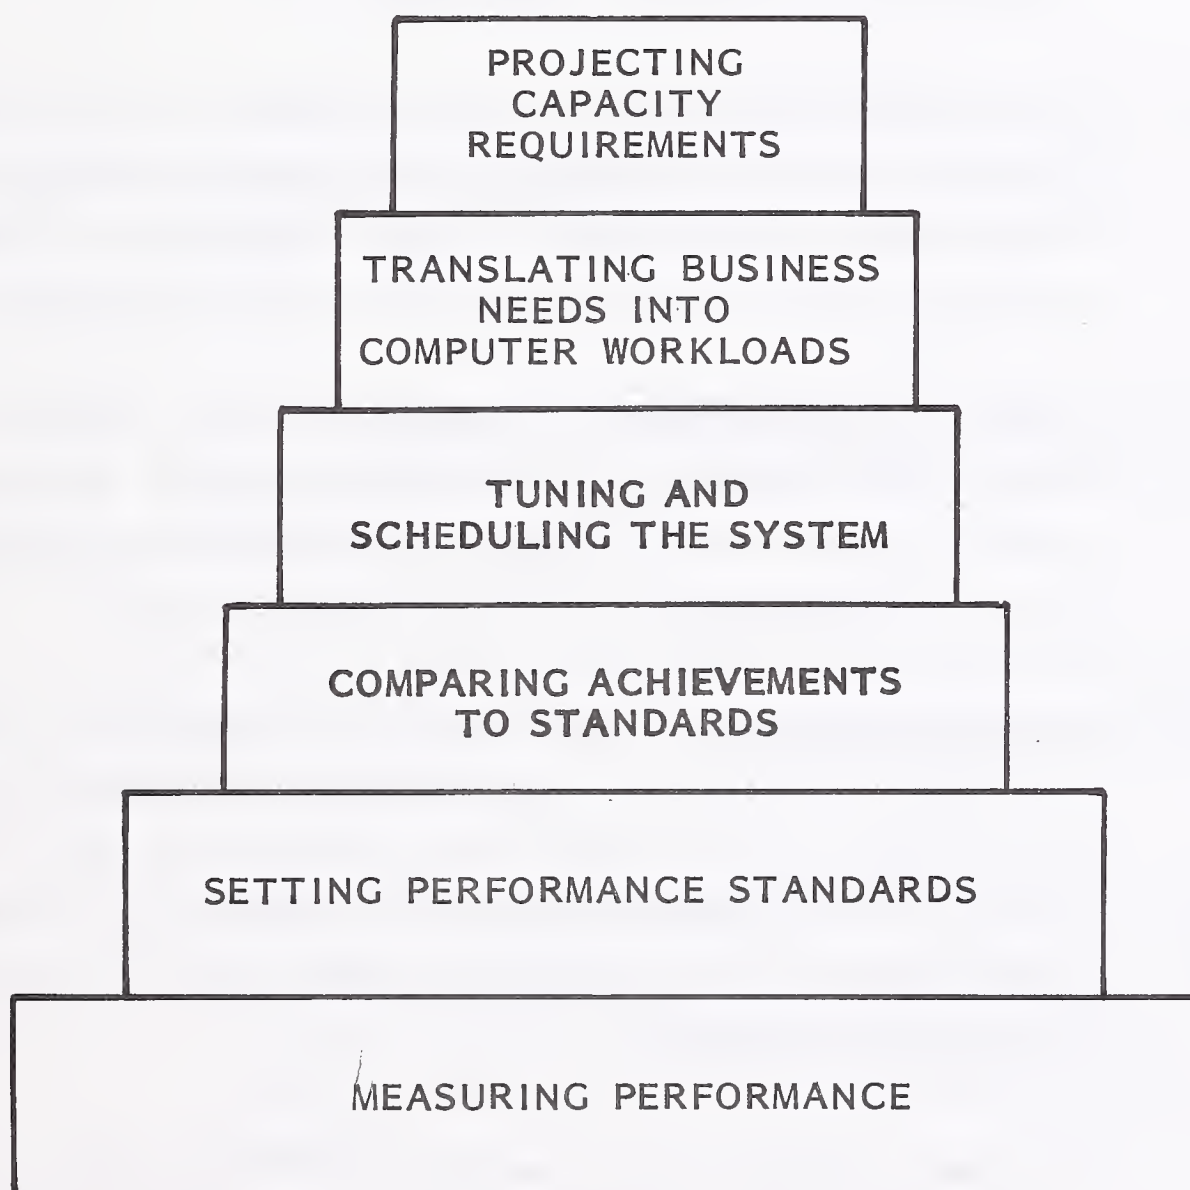 PROJECTING
CAPACITY
REQUIREMENTS
TRANSLATING BUSINESS
NEEDS INTO
COMPUTER WORKLOADS
TUNING AND
SCHEDULING THE SYSTEM
COMPARING ACHIEVEMENTS
TO STANDARDS
SETTING PERFORMANCE STANDARDS
MEASURING PERFORMANCE